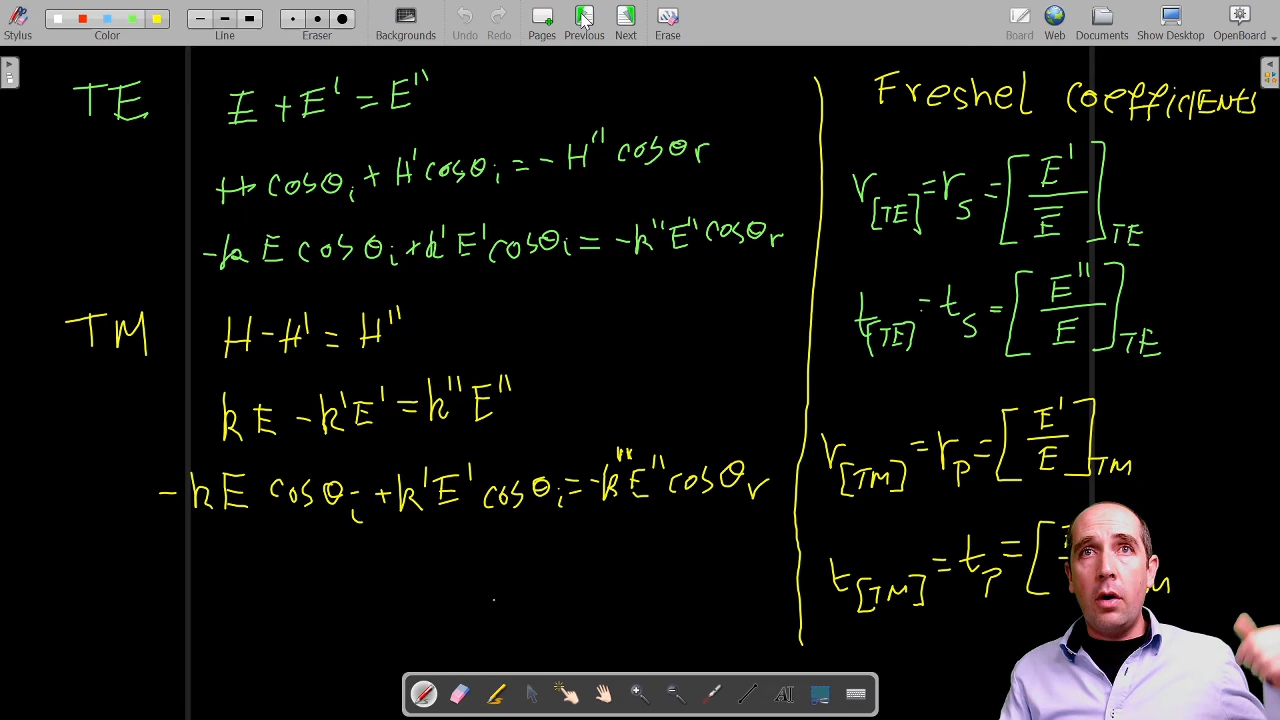 Stylus Color Line Eraser Backgrounds Undo Redo Pages Previous Next Erase Board Web Documents Show Desktop OpenBoard
TE E + E' = E''
H cosθi + H' cosθi = - H'' cosθr
-k E cosθi + k' E' cosθi = -k'' E'' cosθr
TM H - H' = H''
kE - k'E' = k'' E''
-kE cosθi + k'E' cosθi = -k'' E'' cosθr
Freshel coefficients
r[TE] = rs = [E'/E]TE
t[TE] = ts = [E''/E]TE
r[TM] = rp = [E'/E]TM
t[TM] = tp = [